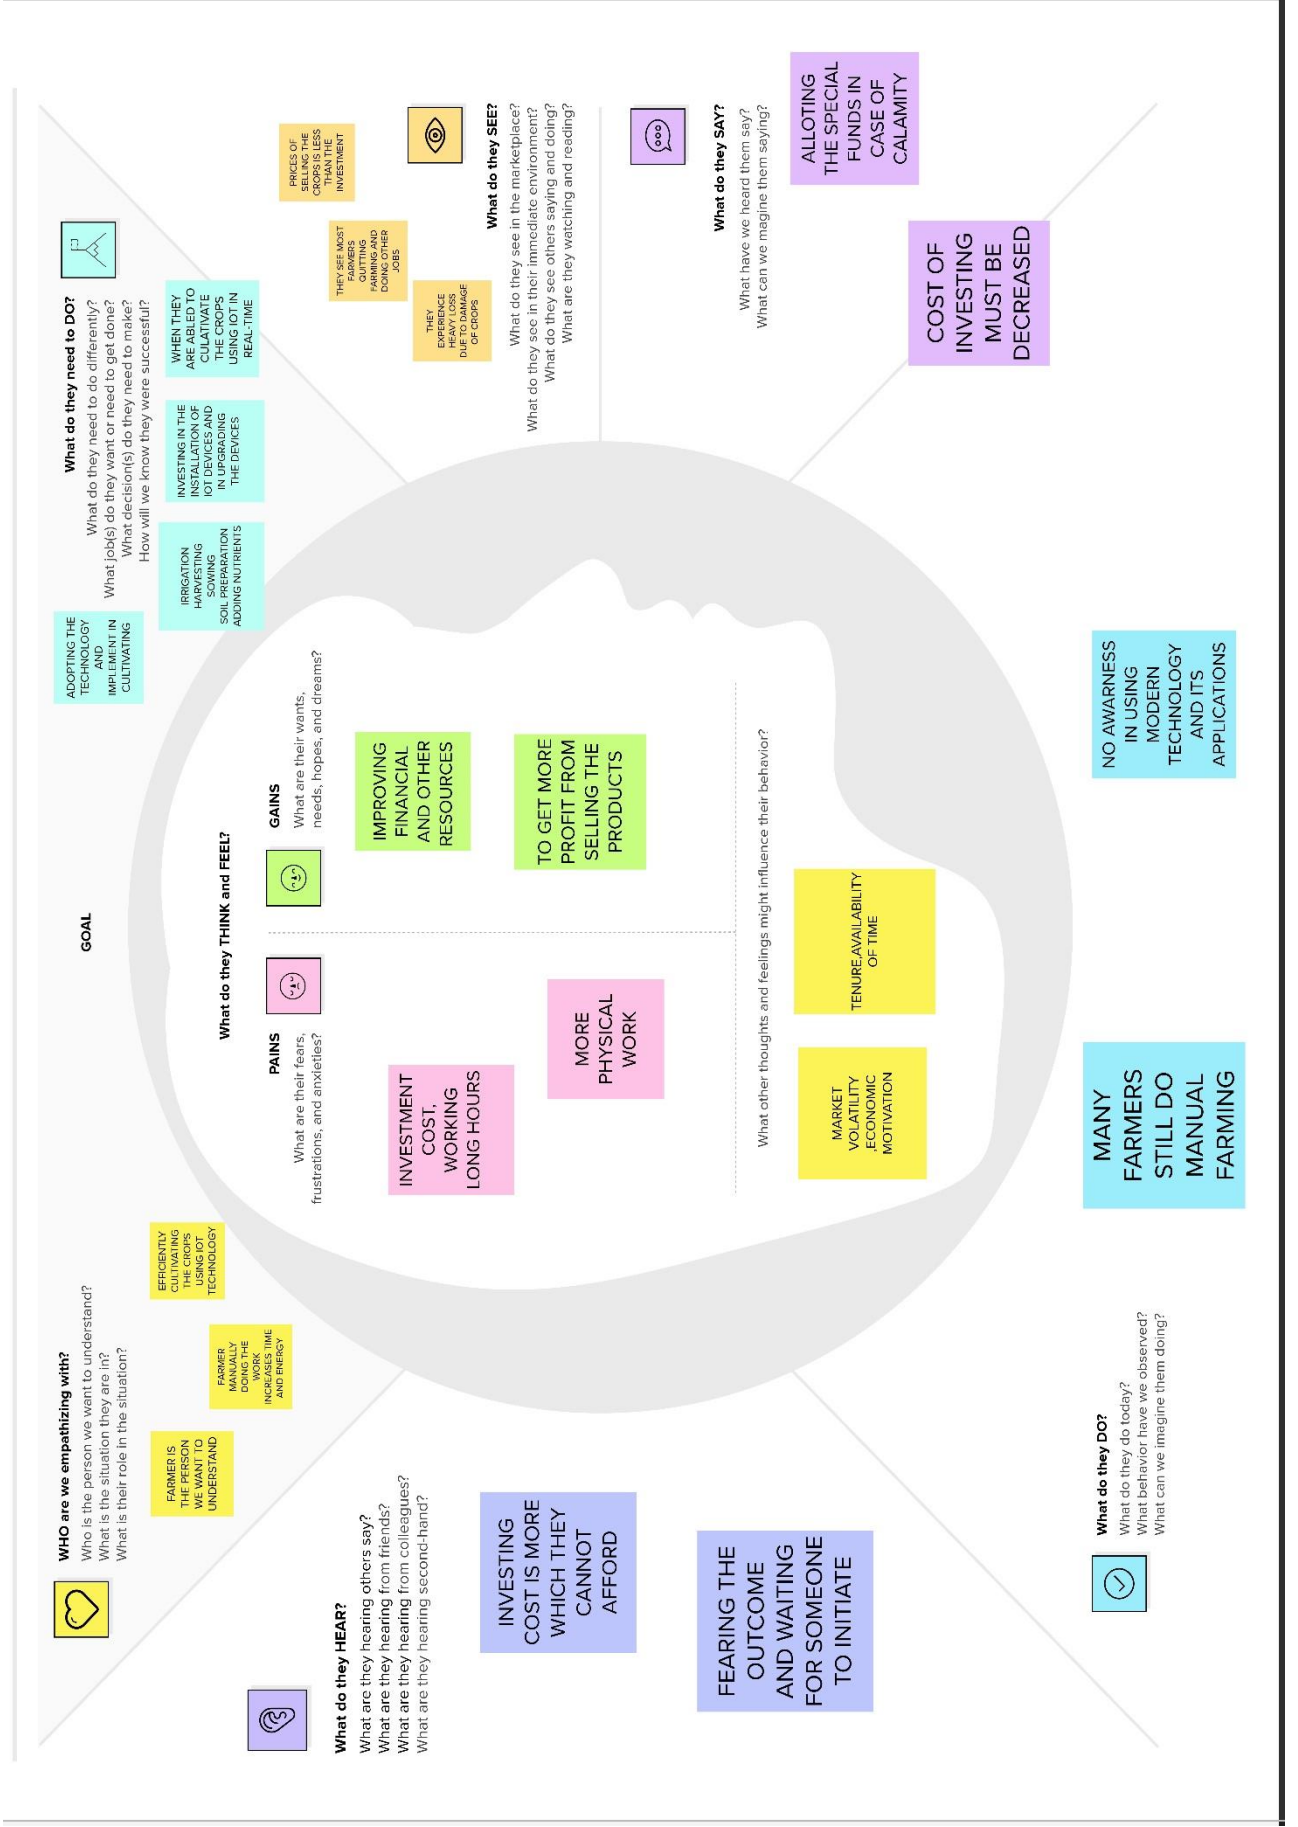 WHO are we empathizing with?
Who is the person we want to understand?
What is the situation they are in?
What is their role in the situation?
FARMER IS
THE PERSON
WE WANT TO
UNDERSTAND
FARMER
MANUALLY
DOING THE
WORK
INCREASES TIME
AND ENERGY
EFFICIENTLY
CULTIVATING
THE CROPS
USING IOT
TECHNOLOGY
GOAL
What do they need to DO?
What do they need to do differently?
What job(s) do they want or need to get done?
What decision(s) do they need to make?
How will we know they were successful?
ADOPTING THE
TECHNOLOGY
AND
IMPLEMENT IN
CULTIVATING
IRRIGATION
HARVESTING
SOWING
SOIL PREPARATION
ADDING NUTRIENTS
INVESTING IN THE
INSTALLATION OF
IOT DEVICES AND
IN UPGRADING
THE DEVICES
WHEN THEY
ARE ABLED TO
CULATIVATE
THE CROPS
USING IOT IN
REAL-TIME
What do they THINK and FEEL?
PAINS
What are their fears,
frustrations, and anxieties?
INVESTMENT
COST,
WORKING
LONG HOURS
MORE
PHYSICAL
WORK
GAINS
What are their wants,
needs, hopes, and dreams?
IMPROVING
FINANCIAL
AND OTHER
RESOURCES
TO GET MORE
PROFIT FROM
SELLING THE
PRODUCTS
What other thoughts and feelings might influence their behavior?
MARKET
VOLATILITY
,ECONOMIC
MOTIVATION
TENURE,AVAILABILITY
OF TIME
What do they HEAR?
What are they hearing others say?
What are they hearing from friends?
What are they hearing from colleagues?
What are they hearing second-hand?
INVESTING
COST IS MORE
WHICH THEY
CANNOT
AFFORD
FEARING THE
OUTCOME
AND WAITING
FOR SOMEONE
TO INITIATE
PRICES OF
SELLING THE
CROPS IS LESS
THAN THE
INVESTMENT
THEY SEE MOST
FARMERS
QUITTING
FARMING AND
DOING OTHER
JOBS
THEY
EXPERIENCE
HEAVY LOSS
DUE TO DAMAGE
OF CROPS
What do they SEE?
What do they see in the marketplace?
What do they see in their immediate environment?
What do they see others saying and doing?
What are they watching and reading?
What do they SAY?
What have we heard them say?
What can we magine them saying?
ALLOTING
THE SPECIAL
FUNDS IN
CASE OF
CALAMITY
COST OF
INVESTING
MUST BE
DECREASED
What do they DO?
What do they do today?
What behavior have we observed?
What can we imagine them doing?
MANY
FARMERS
STILL DO
MANUAL
FARMING
NO AWARNESS
IN USING
MODERN
TECHNOLOGY
AND ITS
APPLICATIONS